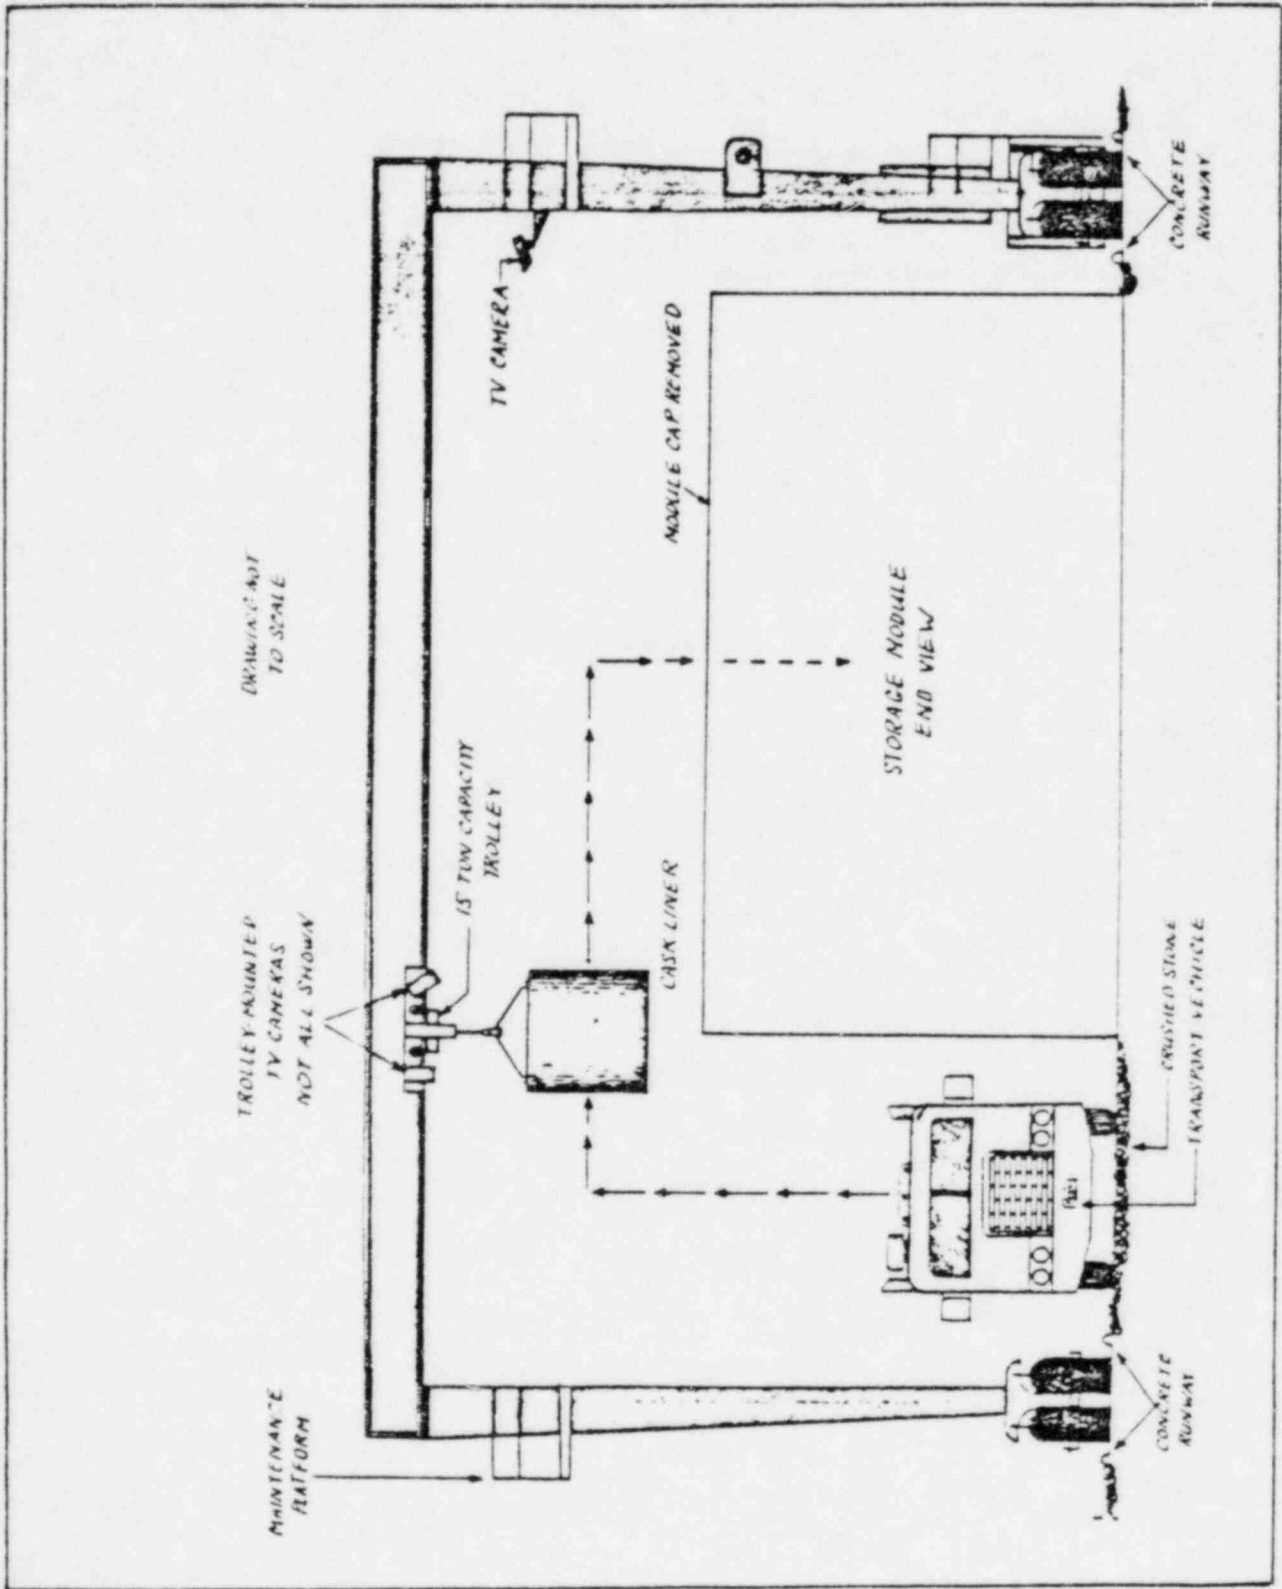 MAINTENANCE
PLATFORM
TROLLEY-MOUNTED
TV CAMERAS
NOT ALL SHOWN
DRAWING NOT
TO SCALE
15 TON CAPACITY
TROLLEY
TV CAMERA
CASK LINER
MODULE CAP REMOVED
STORAGE MODULE
END VIEW
CONCRETE
RUNWAY
CRUSHED STONE
TRANSPORT VEHICLE
CONCRETE
RUNWAY